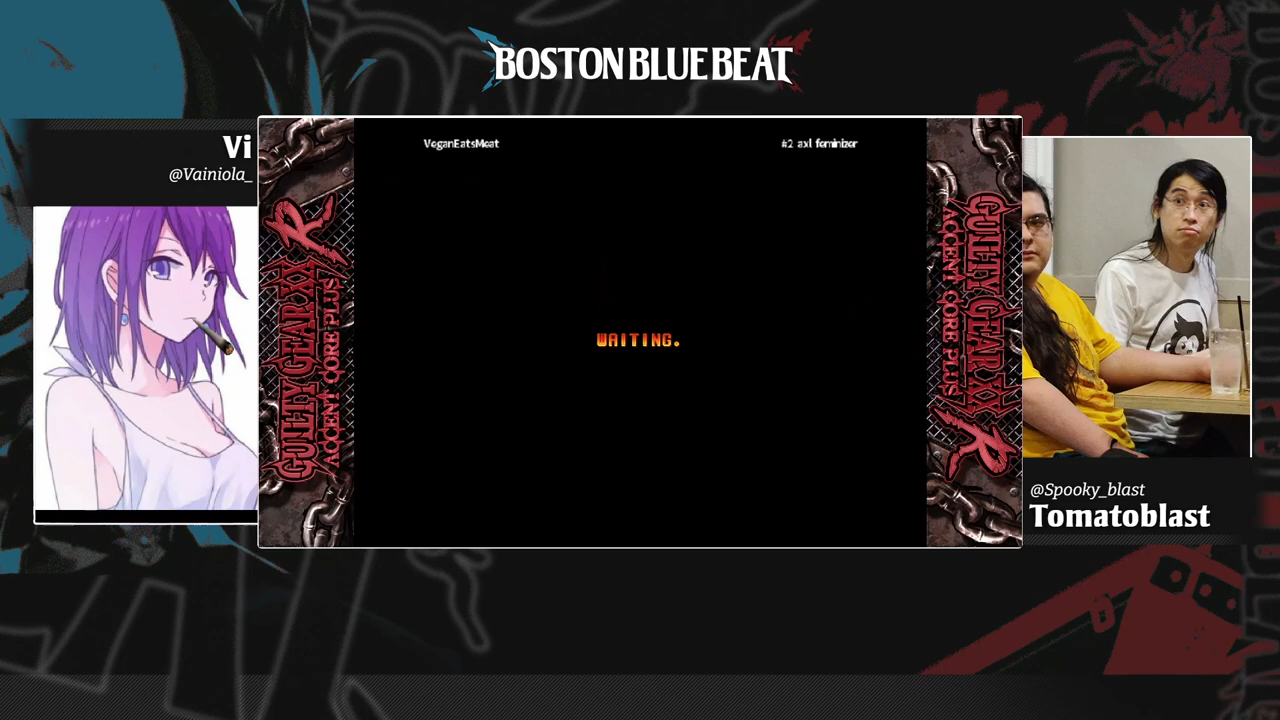 BOSTON BLUE BEAT
Vi
@Vainiola_
VeganEatsMeat
#2 axl feminizer
WAITING.
GUILTY GEAR XX
ACCENT CORE PLUS R
GUILTY GEAR XX
ACCENT CORE PLUS R
@Spooky_blast
Tomatoblast